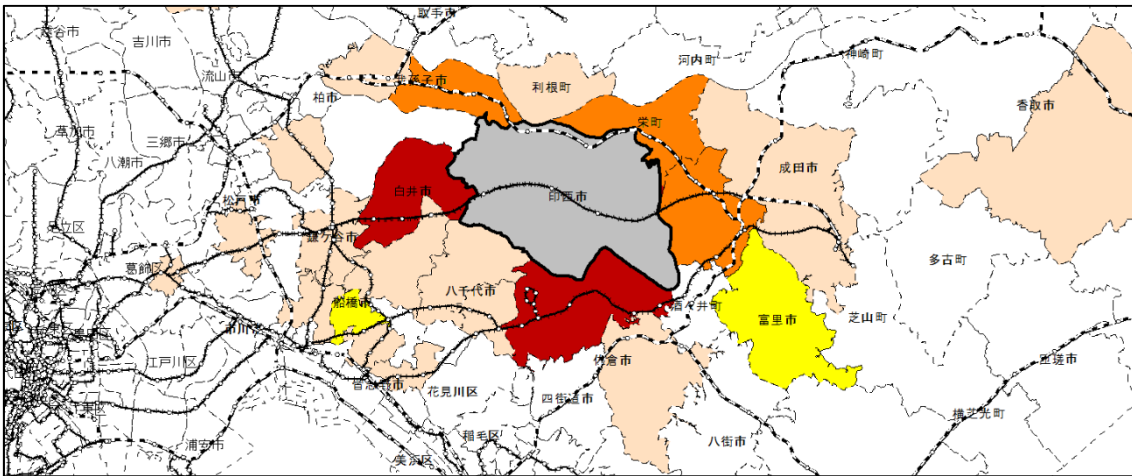 取手市
越谷市
吉川市
河内町
神崎町
流山市
我孫子市
利根町
柏市
香取市
草加市
栄町
三郷市
八潮市
成田市
白井市
印西市
松戸市
足立区
鎌ケ谷市
多古町
葛飾区
八千代市
船橋市
酒々井町
富里市
芝山町
市川市
江戸川区
佐倉市
匝瑳市
習志野市
花見川区
四街道市
横芝光町
八街市
稲毛区
浦安市
美浜区